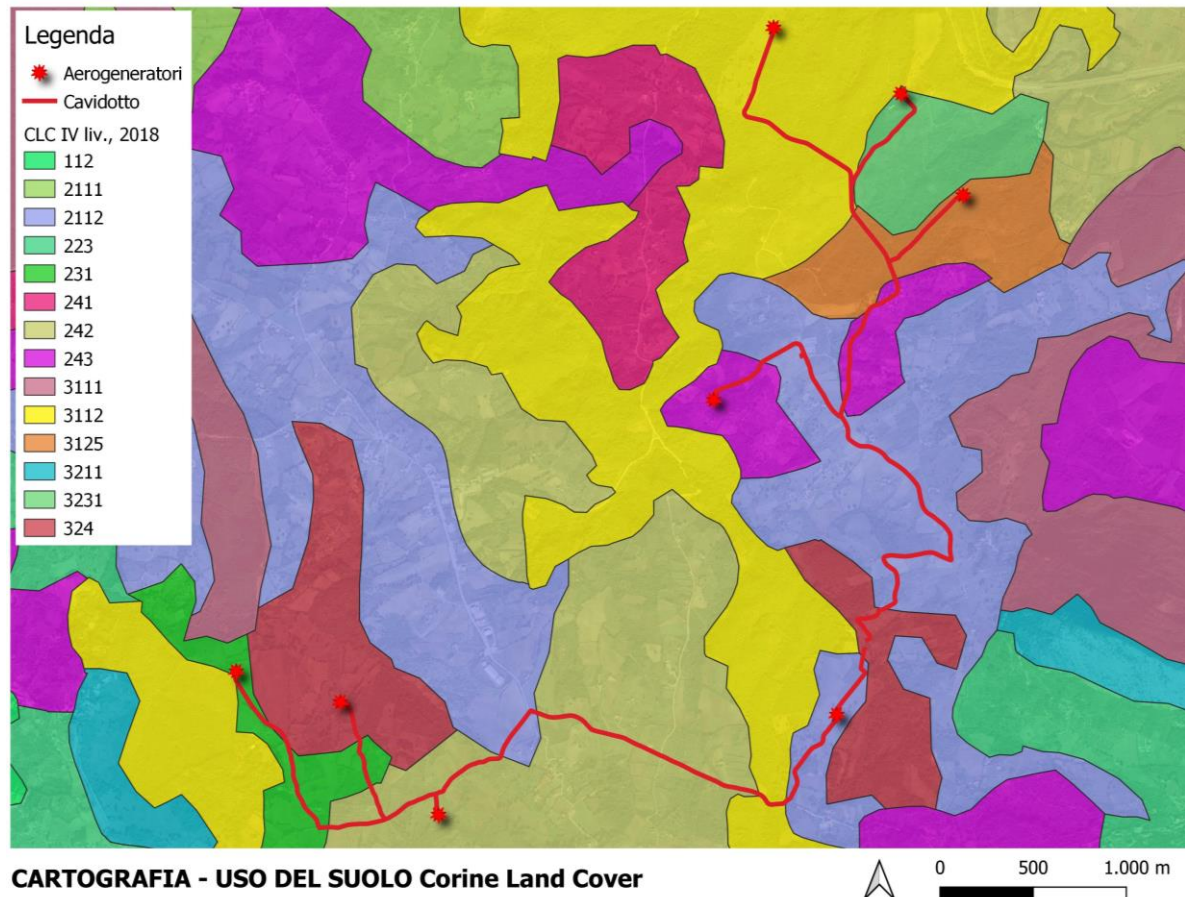 Legenda
Aerogeneratori
Cavidotto
CLC IV liv., 2018
112
2111
2112
223
231
241
242
243
3111
3112
3125
3211
3231
324
CARTOGRAFIA - USO DEL SUOLO Corine Land Cover
0 500 1.000 m